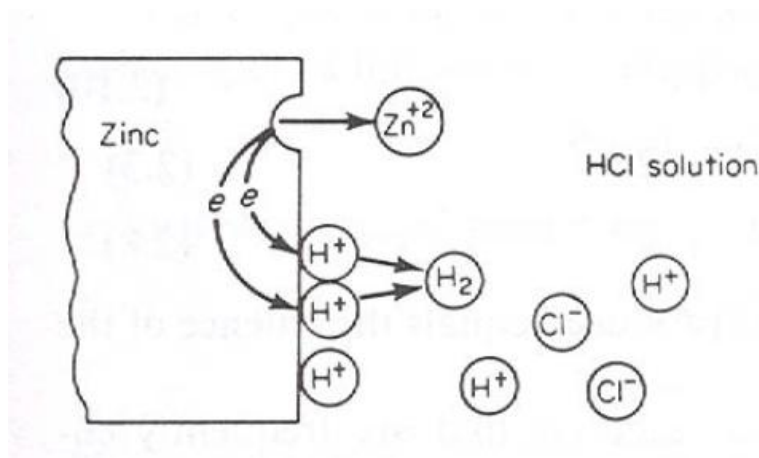 Zinc
Zn+2
HCl solution
e
e
H+
H2
H+
H+
Cl−
H+
H+
Cl−